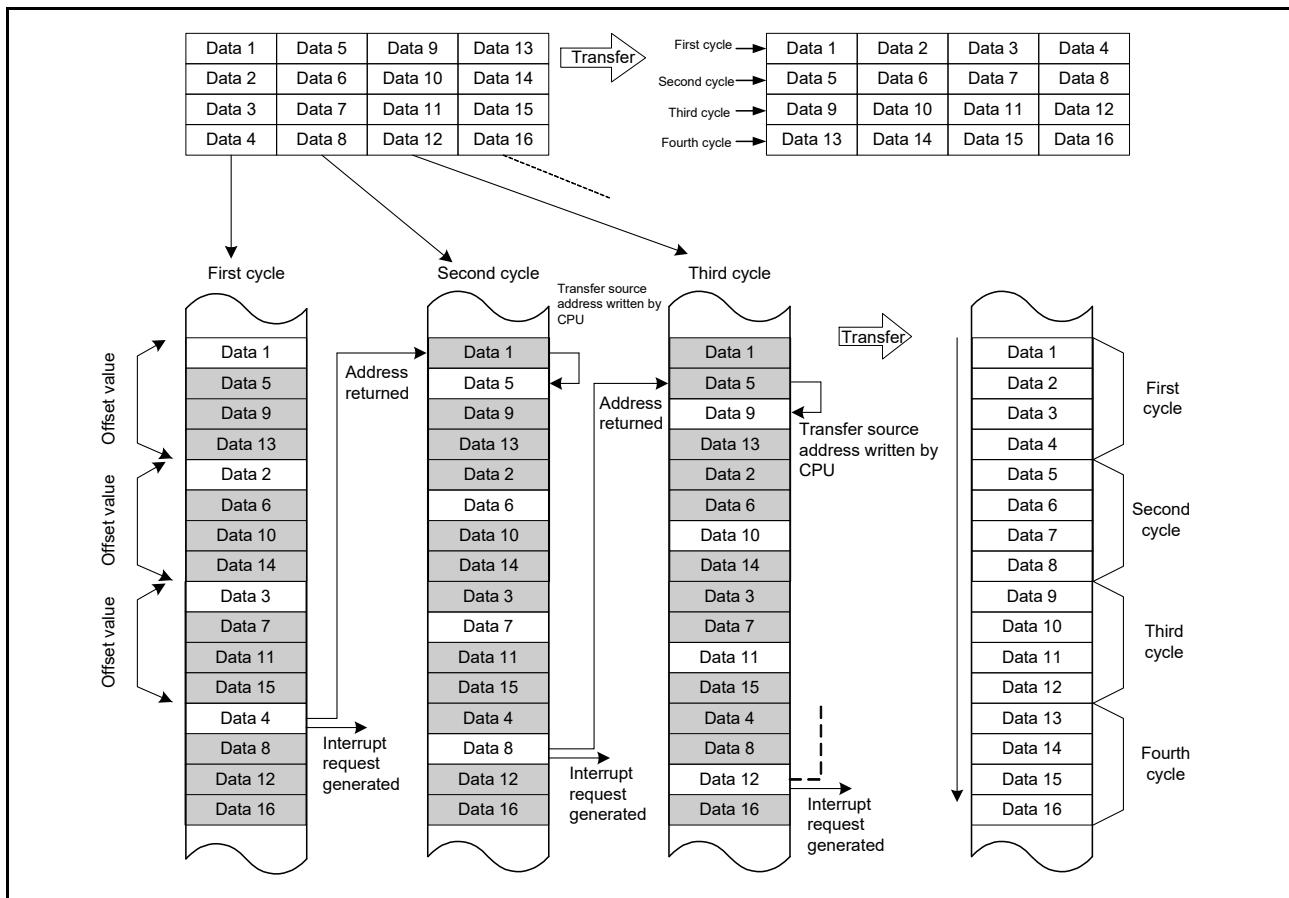 Data 1 Data 5 Data 9 Data 13
Data 2 Data 6 Data 10 Data 14
Data 3 Data 7 Data 11 Data 15
Data 4 Data 8 Data 12 Data 16
Transfer
First cycle Data 1 Data 2 Data 3 Data 4
Second cycle Data 5 Data 6 Data 7 Data 8
Third cycle Data 9 Data 10 Data 11 Data 12
Fourth cycle Data 13 Data 14 Data 15 Data 16
First cycle
Offset value
Offset value
Offset value
Data 1
Data 5
Data 9
Data 13
Data 2
Data 6
Data 10
Data 14
Data 3
Data 7
Data 11
Data 15
Data 4
Data 8
Data 12
Data 16
Address
returned
Interrupt
request
generated
Second cycle
Transfer source
address written by
CPU
Data 1
Data 5
Data 9
Data 13
Data 2
Data 6
Data 10
Data 14
Data 3
Data 7
Data 11
Data 15
Data 4
Data 8
Data 12
Data 16
Address
returned
Interrupt
request
generated
Third cycle
Data 1
Data 5
Data 9
Data 13
Data 2
Data 6
Data 10
Data 14
Data 3
Data 7
Data 11
Data 15
Data 4
Data 8
Data 12
Data 16
Transfer source
address written by
CPU
Interrupt
request
generated
Transfer
Data 1
Data 2
Data 3
Data 4
Data 5
Data 6
Data 7
Data 8
Data 9
Data 10
Data 11
Data 12
Data 13
Data 14
Data 15
Data 16
First
cycle
Second
cycle
Third
cycle
Fourth
cycle